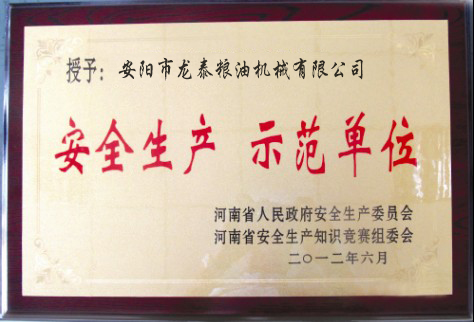 授予：安阳市龙泰粮油机械有限公司
安全生产 示范单位
河南省人民政府安全生产委员会
河南省安全生产知识竞赛组委会
二〇一二年六月